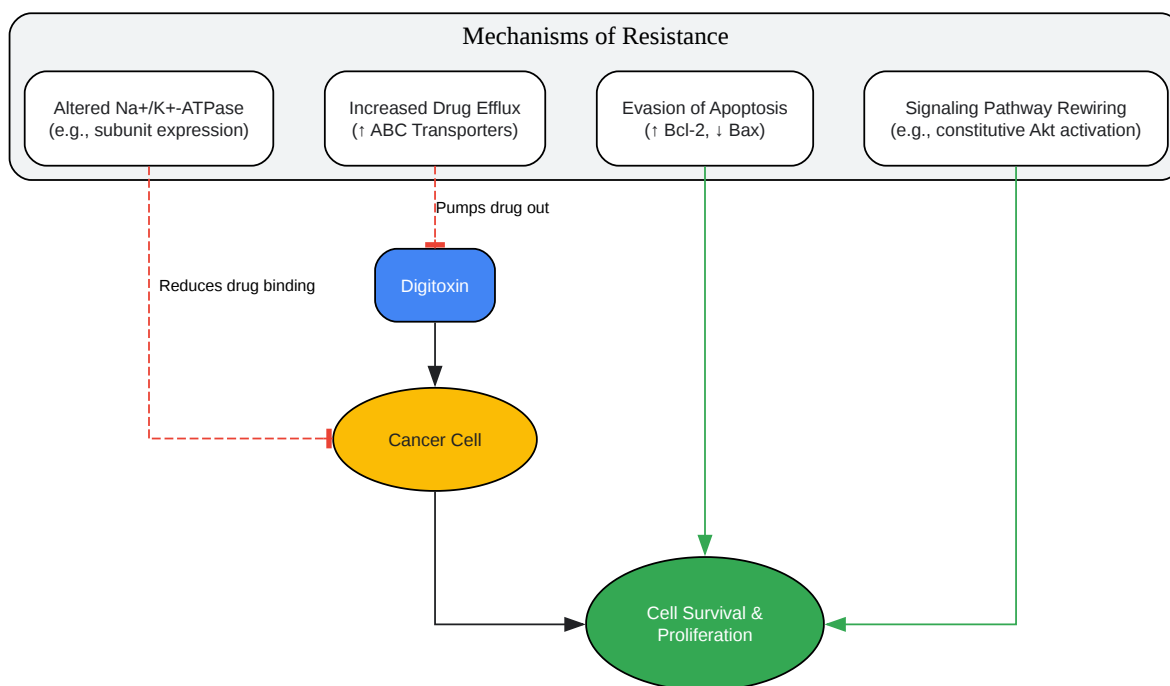 Mechanisms of Resistance
Altered Na+/K+-ATPase
(e.g., subunit expression)
Increased Drug Efflux
(↑ ABC Transporters)
Evasion of Apoptosis
(↑ Bcl-2, ↓ Bax)
Signaling Pathway Rewiring
(e.g., constitutive Akt activation)
Pumps drug out
Reduces drug binding
Digitoxin
Cancer Cell
Cell Survival &
Proliferation